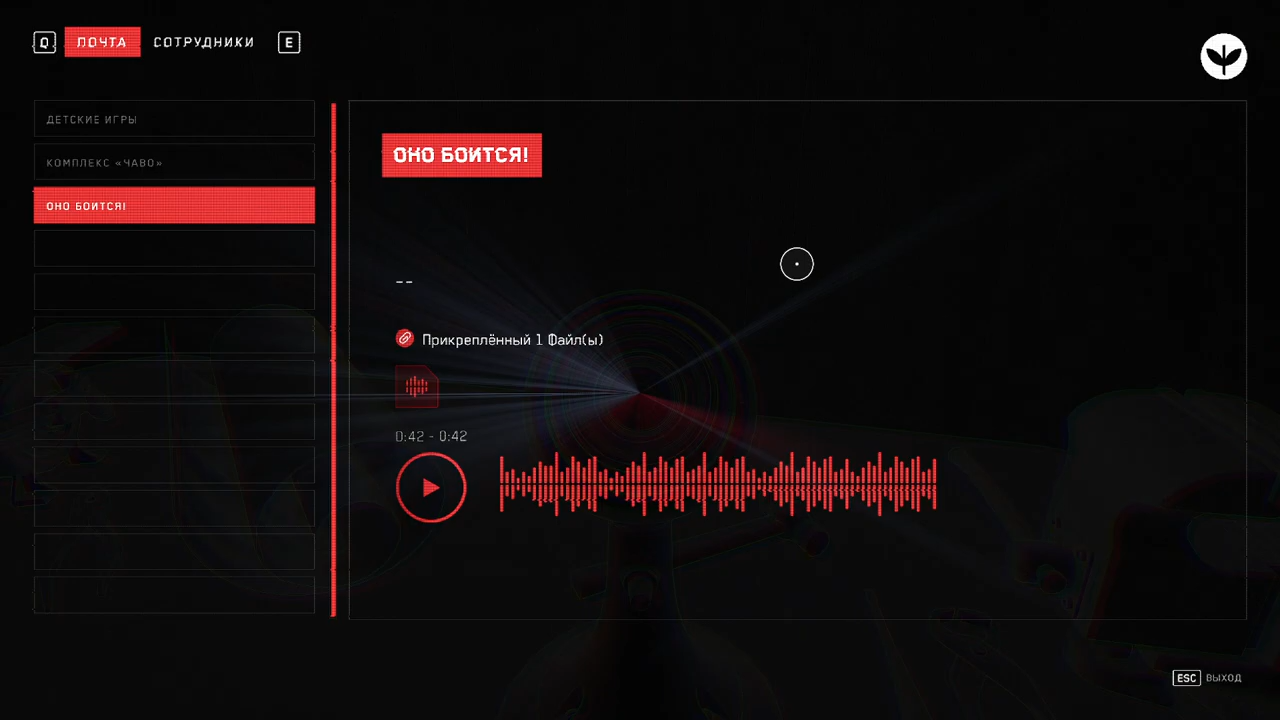 Q ПОЧТА СОТРУДНИКИ E
ДЕТСКИЕ ИГРЫ
КОМПЛЕКС «ЧАВО»
ОНО БОИТСЯ!
ОНО БОИТСЯ!
--
Прикреплённый 1 Файл(ы)
0:42 - 0:42
ESC ВЫХОД